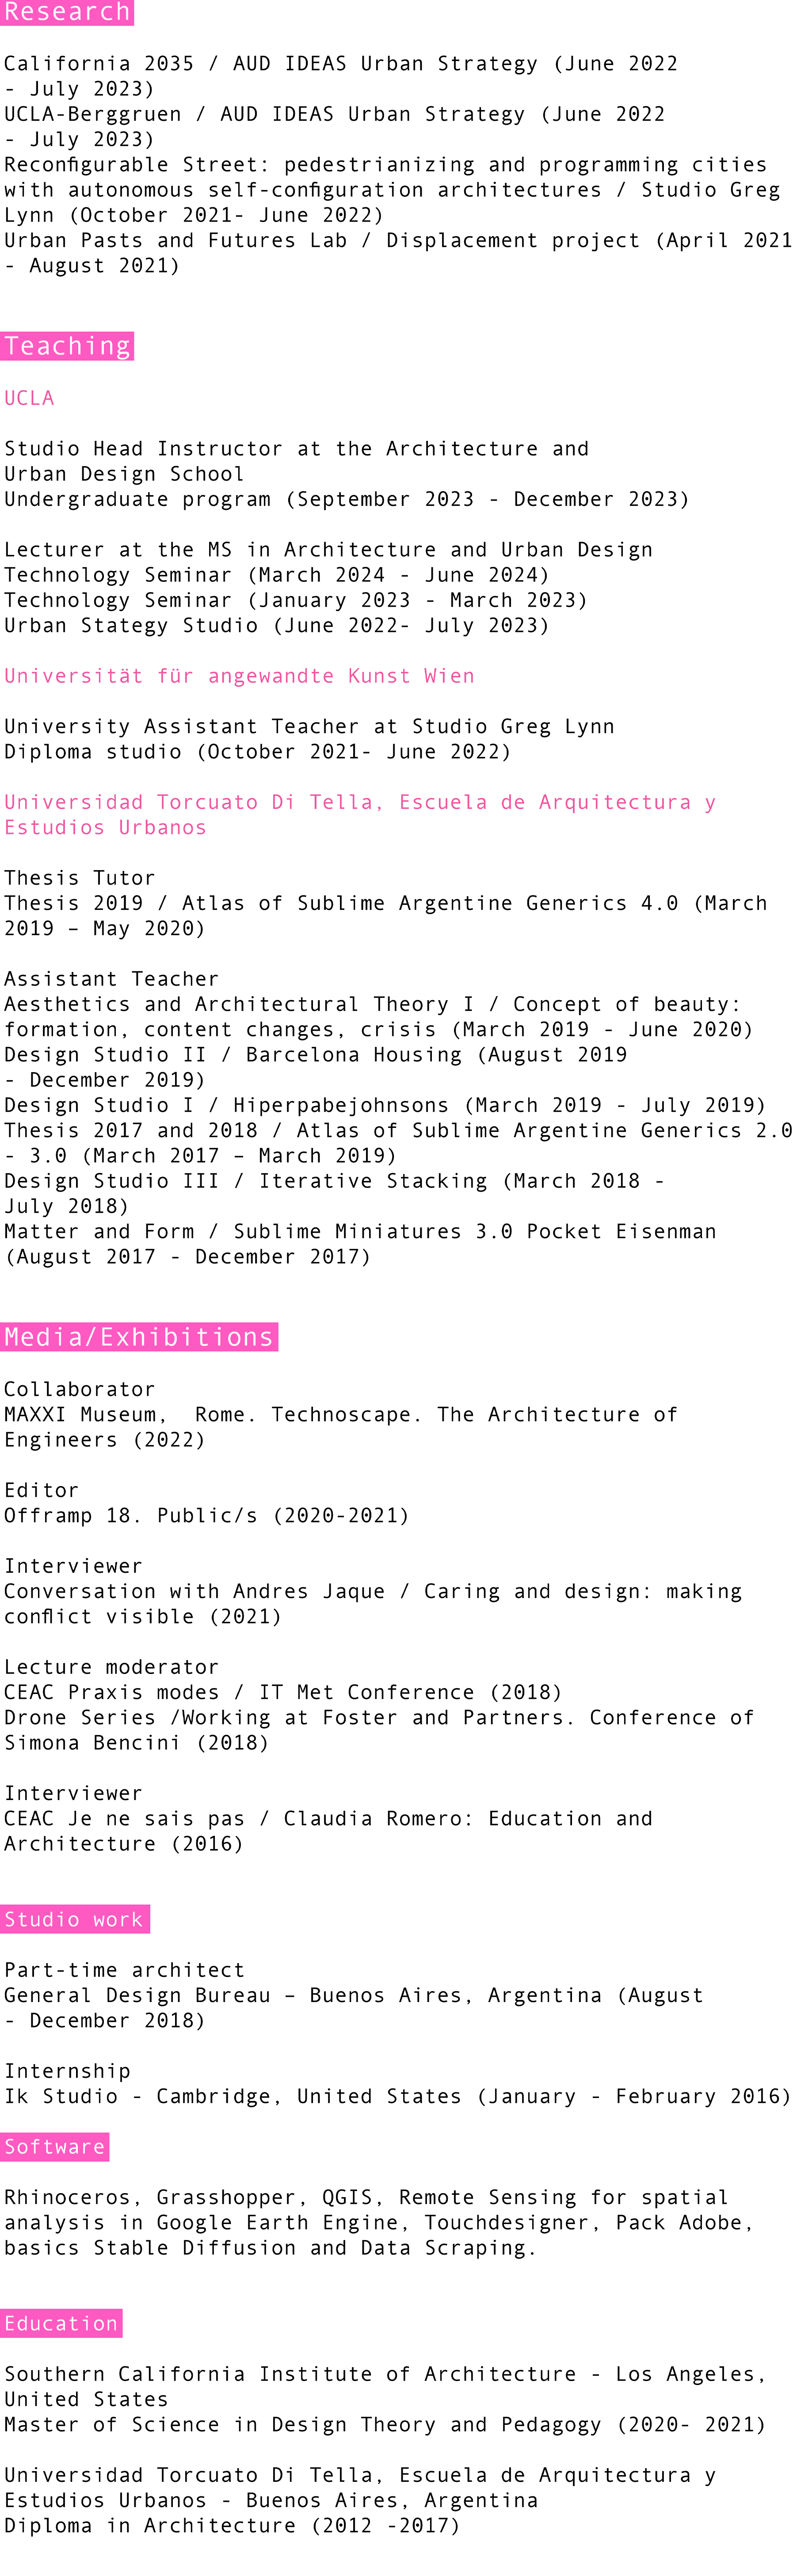 Research
California 2035 / AUD IDEAS Urban Strategy (June 2022
- July 2023)
UCLA-Berggruen / AUD IDEAS Urban Strategy (June 2022
- July 2023)
Reconfigurable Street: pedestrianizing and programming cities
with autonomous self-configuration architectures / Studio Greg
Lynn (October 2021- June 2022)
Urban Pasts and Futures Lab / Displacement project (April 2021
- August 2021)
Teaching
UCLA
Studio Head Instructor at the Architecture and
Urban Design School
Undergraduate program (September 2023 - December 2023)
Lecturer at the MS in Architecture and Urban Design
Technology Seminar (March 2024 - June 2024)
Technology Seminar (January 2023 - March 2023)
Urban Stategy Studio (June 2022- July 2023)
Universität für angewandte Kunst Wien
University Assistant Teacher at Studio Greg Lynn
Diploma studio (October 2021- June 2022)
Universidad Torcuato Di Tella, Escuela de Arquitectura y
Estudios Urbanos
Thesis Tutor
Thesis 2019 / Atlas of Sublime Argentine Generics 4.0 (March
2019 – May 2020)
Assistant Teacher
Aesthetics and Architectural Theory I / Concept of beauty:
formation, content changes, crisis (March 2019 - June 2020)
Design Studio II / Barcelona Housing (August 2019
- December 2019)
Design Studio I / Hiperpabejohnsons (March 2019 - July 2019)
Thesis 2017 and 2018 / Atlas of Sublime Argentine Generics 2.0
- 3.0 (March 2017 – March 2019)
Design Studio III / Iterative Stacking (March 2018 -
July 2018)
Matter and Form / Sublime Miniatures 3.0 Pocket Eisenman
(August 2017 - December 2017)
Media/Exhibitions
Collaborator
MAXXI Museum,  Rome. Technoscape. The Architecture of
Engineers (2022)
Editor
Offramp 18. Public/s (2020-2021)
Interviewer
Conversation with Andres Jaque / Caring and design: making
conflict visible (2021)
Lecture moderator
CEAC Praxis modes / IT Met Conference (2018)
Drone Series /Working at Foster and Partners. Conference of
Simona Bencini (2018)
Interviewer
CEAC Je ne sais pas / Claudia Romero: Education and
Architecture (2016)
Studio work
Part-time architect
General Design Bureau – Buenos Aires, Argentina (August
- December 2018)
Internship
Ik Studio - Cambridge, United States (January - February 2016)
Software
Rhinoceros, Grasshopper, QGIS, Remote Sensing for spatial
analysis in Google Earth Engine, Touchdesigner, Pack Adobe,
basics Stable Diffusion and Data Scraping.
Education
Southern California Institute of Architecture - Los Angeles,
United States
Master of Science in Design Theory and Pedagogy (2020- 2021)
Universidad Torcuato Di Tella, Escuela de Arquitectura y
Estudios Urbanos - Buenos Aires, Argentina
Diploma in Architecture (2012 -2017)